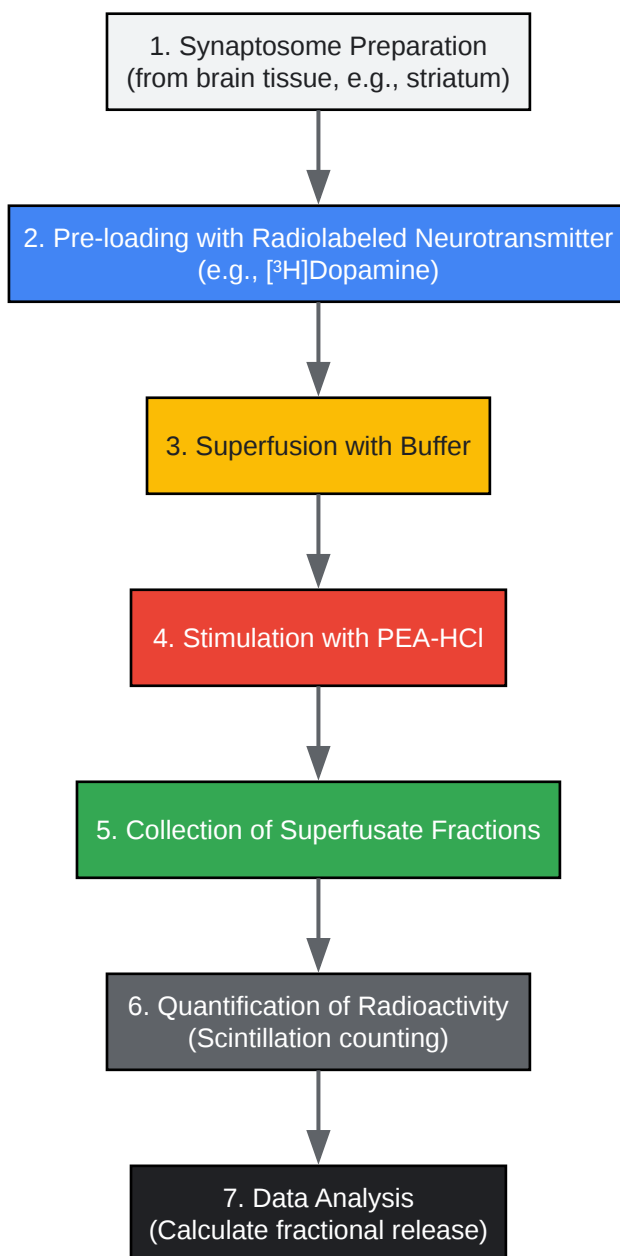 1. Synaptosome Preparation
(from brain tissue, e.g., striatum)
2. Pre-loading with Radiolabeled Neurotransmitter
(e.g., [³H]Dopamine)
3. Superfusion with Buffer
4. Stimulation with PEA-HCl
5. Collection of Superfusate Fractions
6. Quantification of Radioactivity
(Scintillation counting)
7. Data Analysis
(Calculate fractional release)